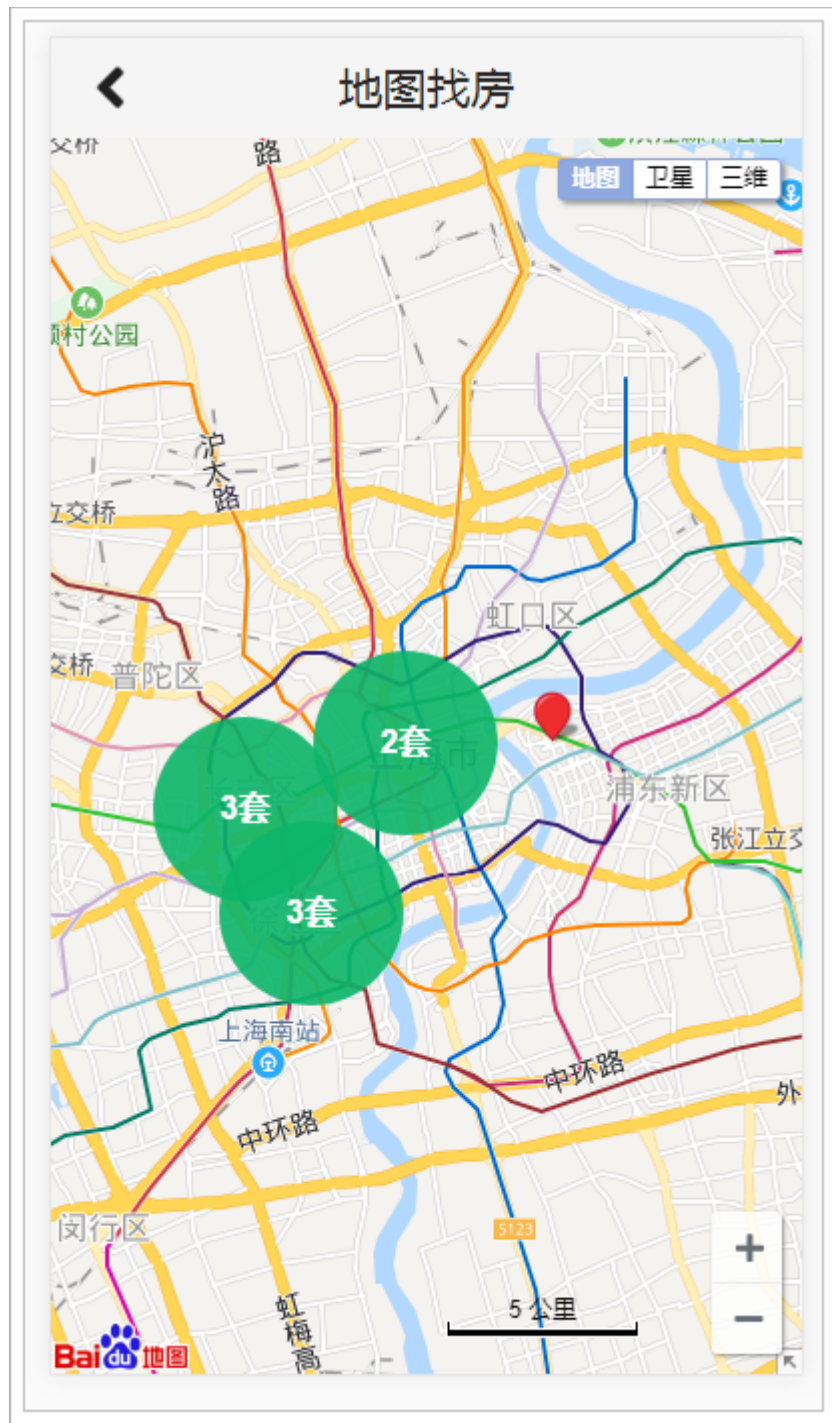 地图找房
地图
卫星
三维
路
村公园
沪太路
立交桥
虹口区
交桥
普陀区
2套
3套
浦东新区
张江立交
3套
上海南站
中环路
中环路
外
闵行区
S123
虹梅高
5 公里
Bai du 地图